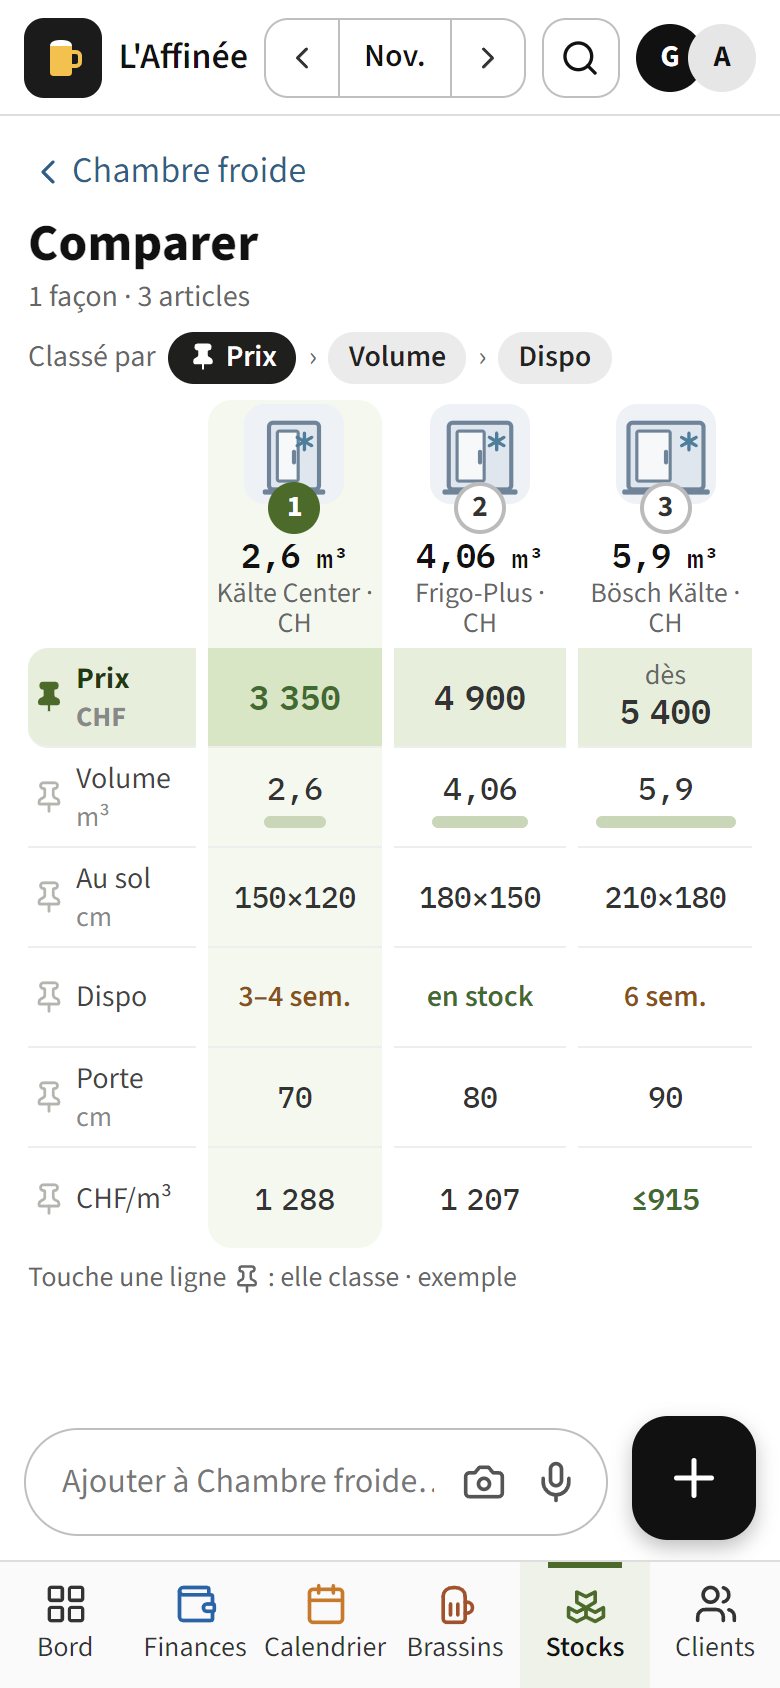 L'Affinée
Nov.
G
A
Chambre froide
Comparer
1 façon · 3 articles
Classé par Prix › Volume › Dispo
1
2
3
2,6 m³
4,06 m³
5,9 m³
Kälte Center · CH
Frigo-Plus · CH
Bösch Kälte · CH
Prix CHF
3 350
4 900
dès 5 400
Volume m³
2,6
4,06
5,9
Au sol cm
150×120
180×150
210×180
Dispo
3–4 sem.
en stock
6 sem.
Porte cm
70
80
90
CHF/m³
1 288
1 207
≤915
Touche une ligne : elle classe · exemple
Ajouter à Chambre froide…
Bord
Finances
Calendrier
Brassins
Stocks
Clients